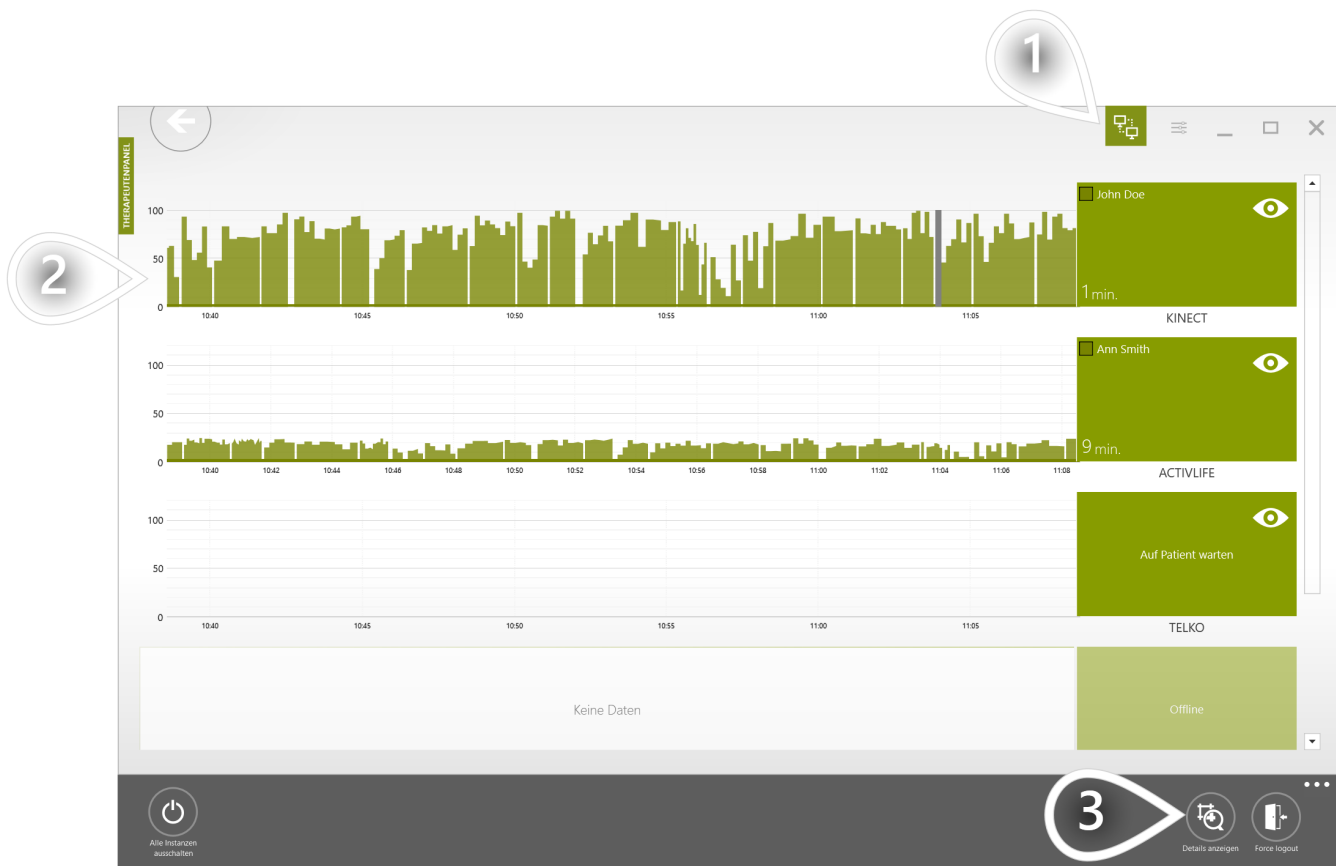 1
THERAPEUTENPANEL
2
John Doe
100
50
0
10:40 10:45 10:50 10:55 11:00 11:05
1 min.
KINECT
Ann Smith
100
50
0
10:40 10:42 10:44 10:46 10:48 10:50 10:52 10:54 10:56 10:58 11:00 11:02 11:04 11:06 11:08
9 min.
ACTIVLIFE
100
50
0
10:40 10:45 10:50 10:55 11:00 11:05
Auf Patient warten
TELKO
Keine Daten
Offline
3
Alle Instanzen
ausschalten
Details anzeigen
Force logout